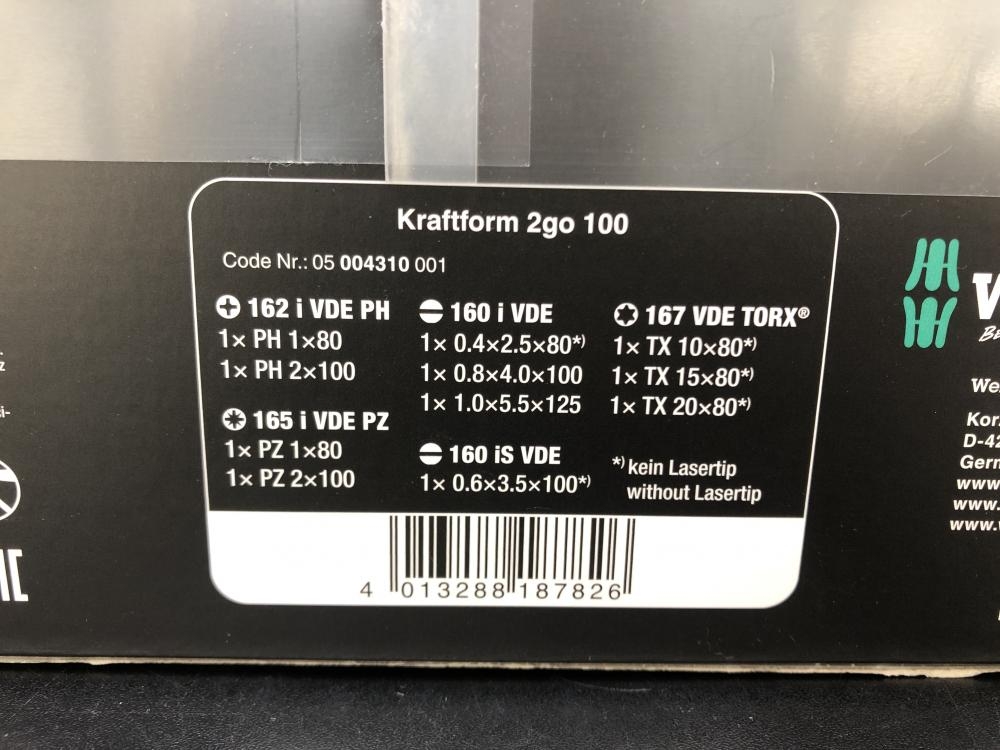 Kraftform 2go 100
Code Nr.: 05 004310 001
162 i VDE PH
1× PH 1×80
1× PH 2×100
165 i VDE PZ
1× PZ 1×80
1× PZ 2×100
160 i VDE
1× 0.4×2.5×80*)
1× 0.8×4.0×100
1× 1.0×5.5×125
160 iS VDE
1× 0.6×3.5×100*)
167 VDE TORX®
1× TX 10×80*)
1× TX 15×80*)
1× TX 20×80*)
*) kein Lasertip
without Lasertip
4 013288 187826
D-42
www.
www.